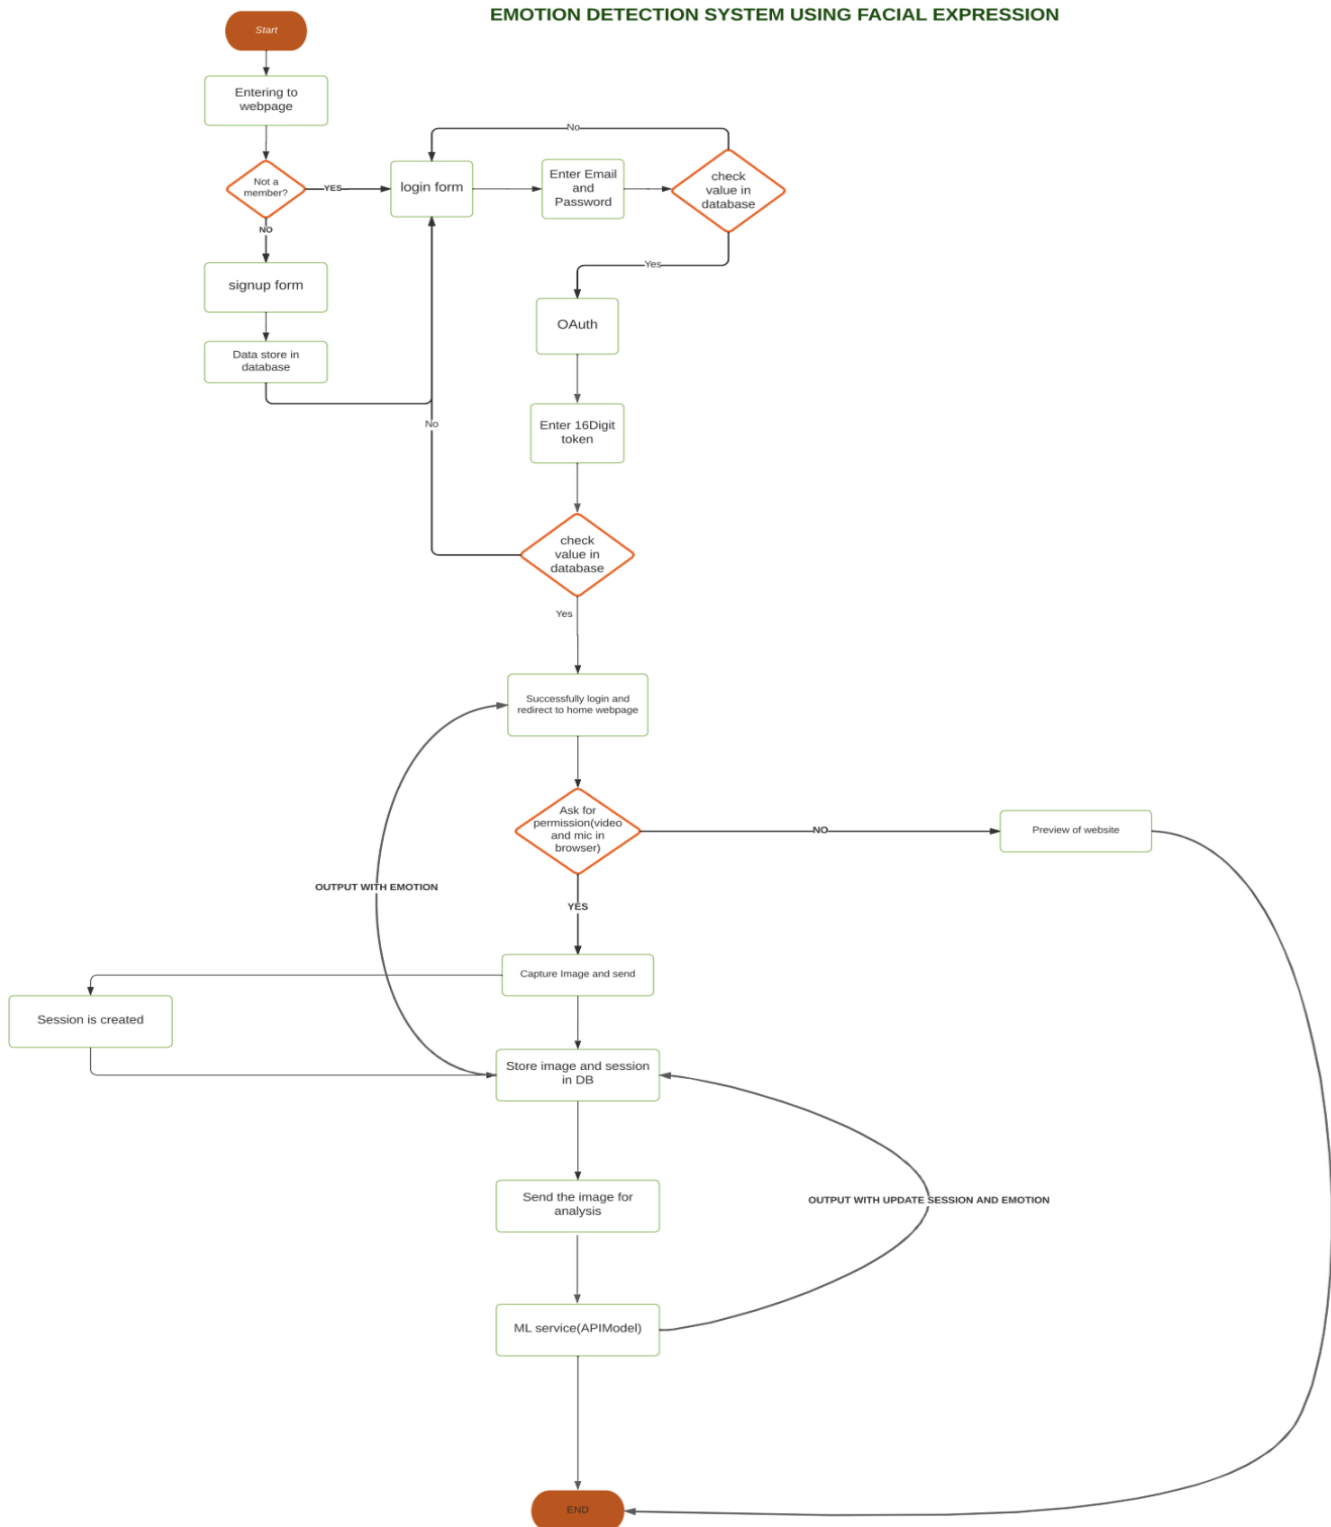 EMOTION DETECTION SYSTEM USING FACIAL EXPRESSION
Start
Entering to
webpage
Not a
member?
YES
login form
Enter Email
and
Password
check
value in
database
No
NO
signup form
Data store in
database
Yes
OAuth
Enter 16Digit
token
check
value in
database
No
Yes
Successfully login and
redirect to home webpage
Ask for
permission(video
and mic in
browser)
NO
Preview of website
OUTPUT WITH EMOTION
YES
Capture Image and send
Session is created
Store image and session
in DB
Send the image for
analysis
OUTPUT WITH UPDATE SESSION AND EMOTION
ML service(APIModel)
END